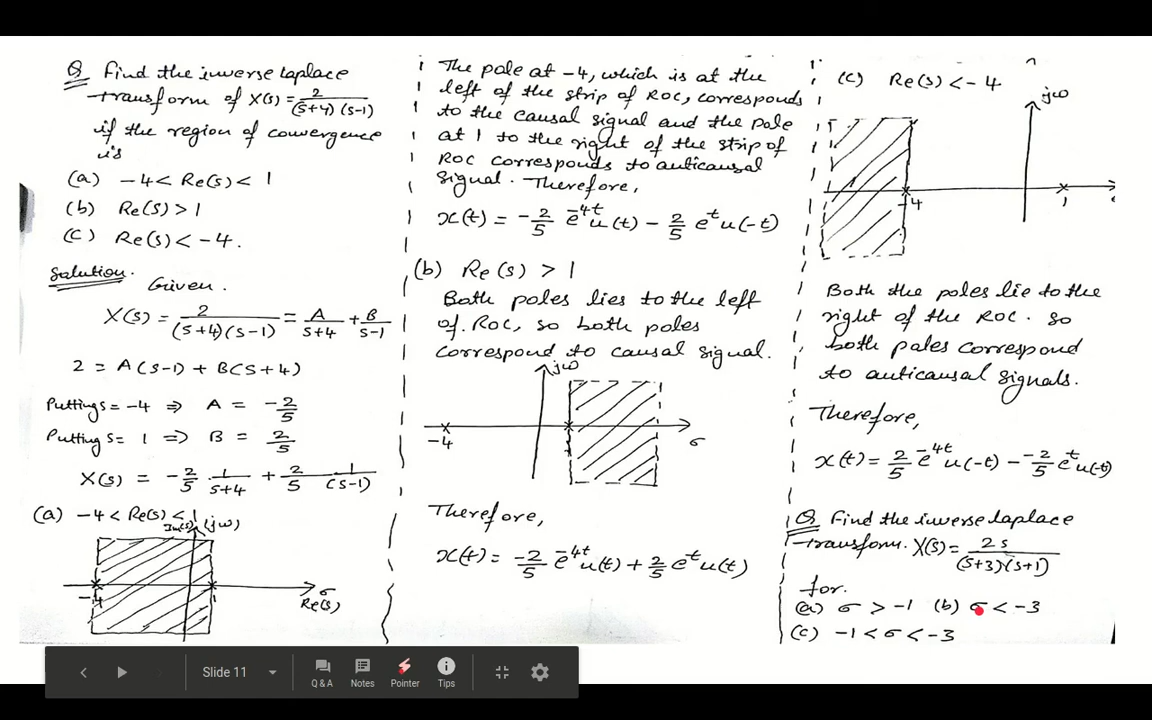 Q Find the inverse laplace
transform of X(s) = 2/((s+4)(s-1))
if the region of convergence
is
(a) -4 < Re(s) < 1
(b) Re(s) > 1
(c) Re(s) < -4.
Solution.
Given.
X(s) = 2/((s+4)(s-1)) = A/(s+4) + B/(s-1)
2 = A(s-1) + B(s+4)
Putting s = -4 ⇒ A = -2/5
Putting s = 1 ⇒ B = 2/5
X(s) = -2/5 1/(s+4) + 2/5 1/(s-1)
(a) -4 < Re(s) < 1
Im(s) (jω)
-4 1 σ
Re(s)
The pole at -4, which is at the
left of the strip of ROC, corresponds
to the causal signal and the pole
at 1 to the right of the strip of
ROC corresponds to anticausal
signal. Therefore,
x(t) = -2/5 e^-4t u(t) - 2/5 e^t u(-t)
(b) Re(s) > 1
Both poles lies to the left
of ROC, so both poles
correspond to causal signal.
jω
-4 1 σ
Therefore,
x(t) = -2/5 e^-4t u(t) + 2/5 e^t u(t)
(c) Re(s) < -4
jω
-4 1
Both the poles lie to the
right of the ROC. So
both poles correspond
to anticausal signals.
Therefore,
x(t) = 2/5 e^-4t u(-t) - -2/5 e^t u(-t)
Q Find the inverse laplace
transform. X(s) = 2s/((s+3)(s+1))
for.
(a) σ > -1 (b) σ < -3
(c) -1 < σ < -3
Slide 11
Q & A Notes Pointer Tips